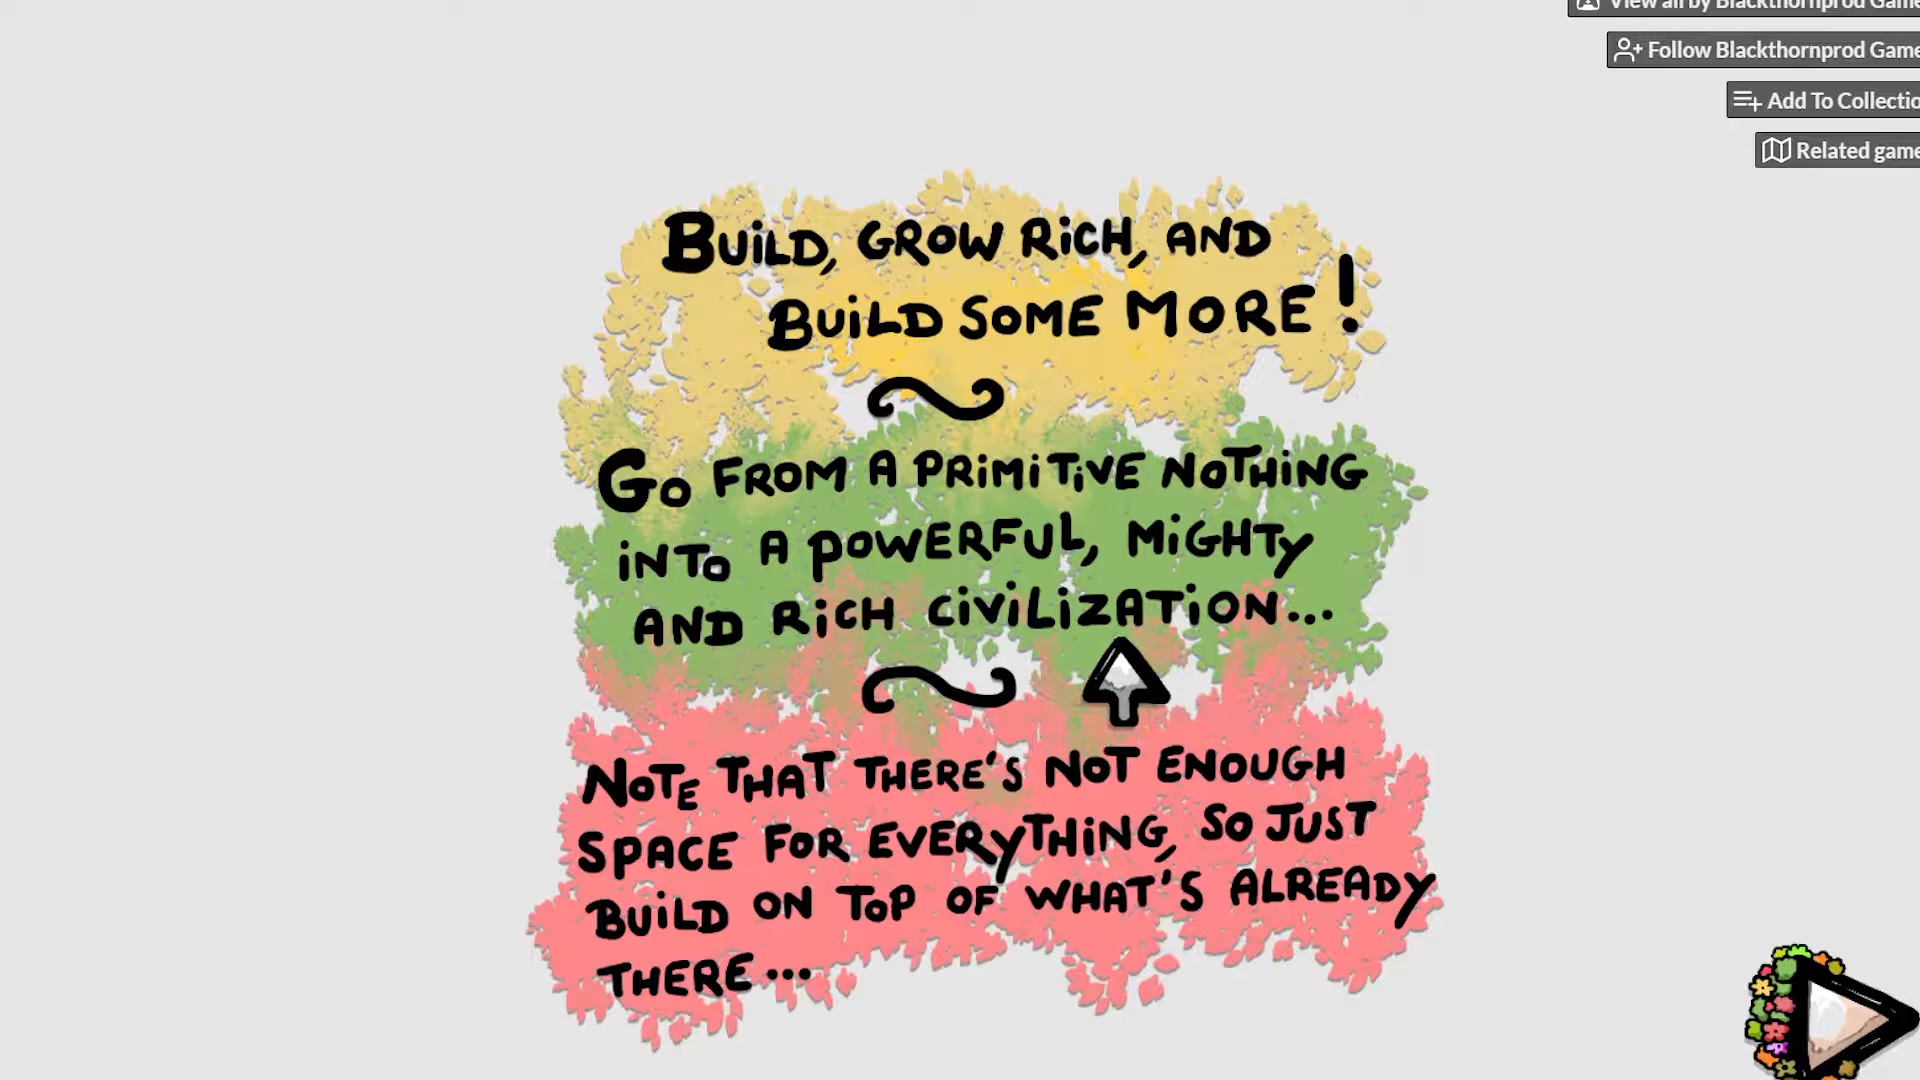 View all by Blackthornprod Game
Follow Blackthornprod Game
Add To Collectio
Related game
BUiLD, GROW RiCH, AND
BUiLD SOME MORE!
GO FROM A PRiMiTiVE NOTHiNG
iNTO A POWERFUL, MiGHTY
AND RiCH CiViLiZATiON...
NOTE THAT THERE'S NOT ENOUGH
SPACE FOR EVERYTHiNG, SO JUST
BUiLD ON TOP OF WHAT'S ALREADY
THERE...